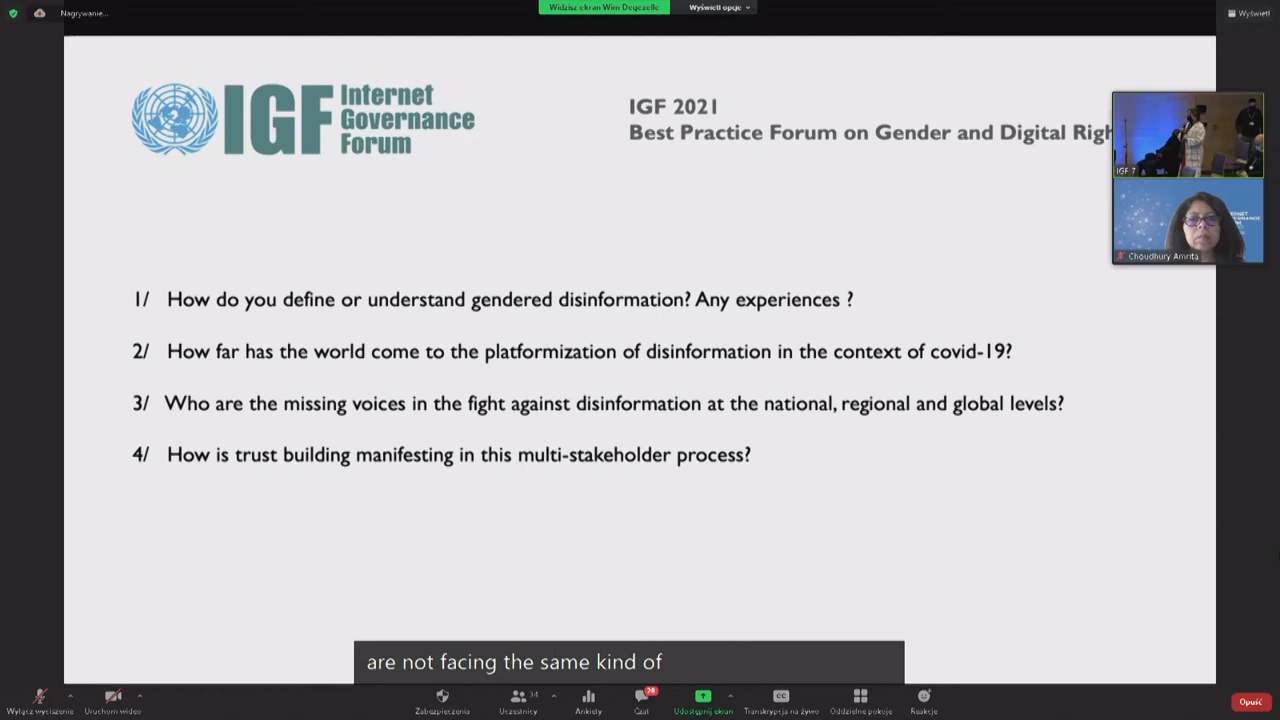 Nagrywanie...
Widzisz ekran Wim Degezelle
Wyświetl opcje
Wyświetl
IGF Internet
Governance
Forum
IGF 2021
Best Practice Forum on Gender and Digital Righ
IGF 7
Choudhury Amrita
1/ How do you define or understand gendered disinformation? Any experiences ?
2/ How far has the world come to the platformization of disinformation in the context of covid-19?
3/ Who are the missing voices in the fight against disinformation at the national, regional and global levels?
4/ How is trust building manifesting in this multi-stakeholder process?
are not facing the same kind of
Wyłącz wyciszenie
Uruchom wideo
Zabezpieczenia
Uczestnicy
Ankiety
Czat
Udostępnij ekran
CC
Transkrypcja na żywo
Oddzielne pokoje
Reakcje
Opuść